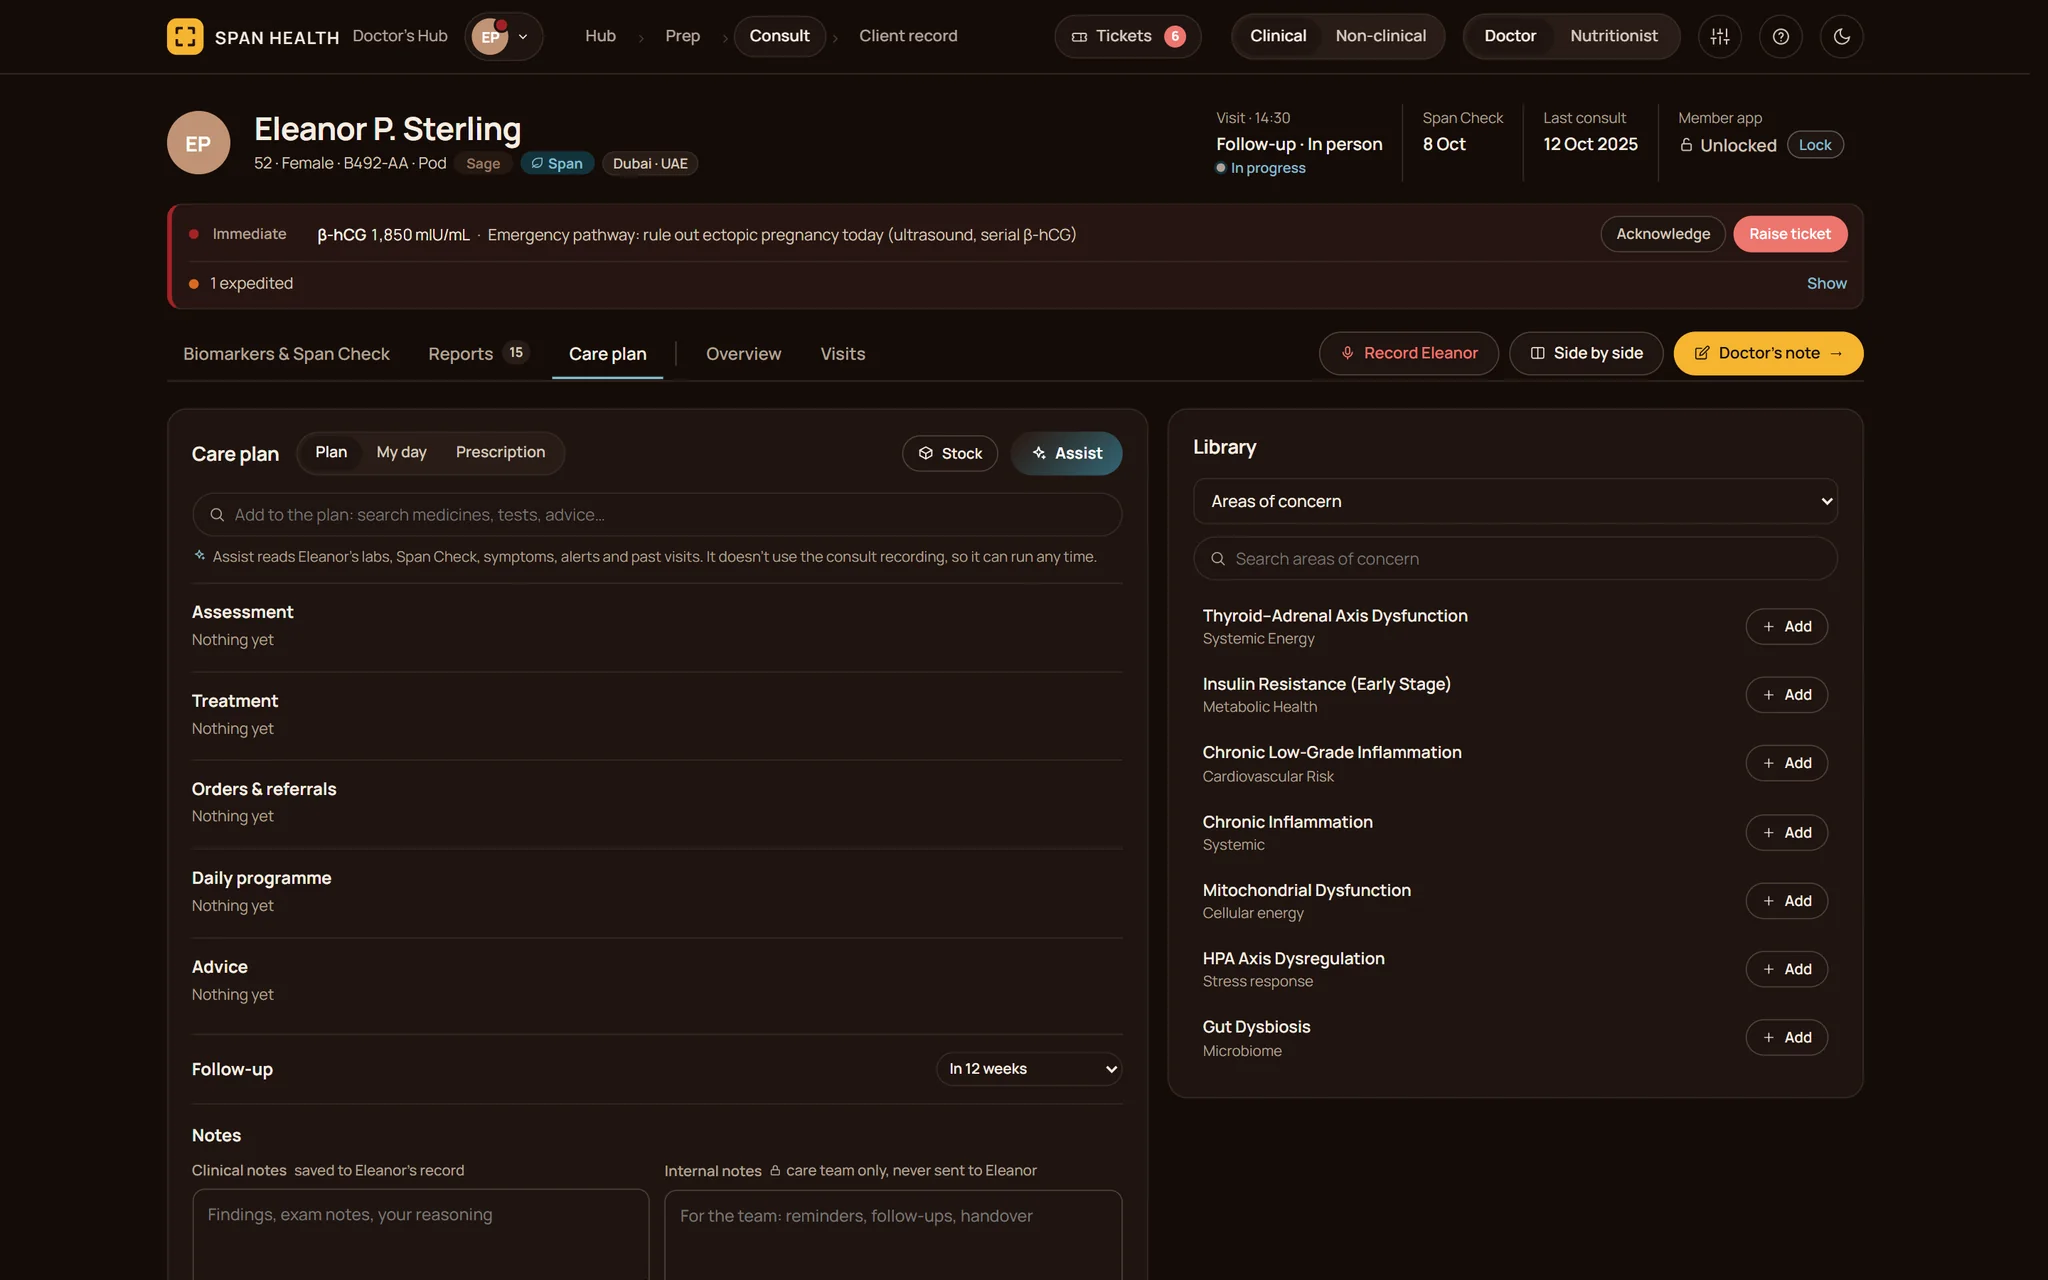 SPAN HEALTH Doctor's Hub EP Hub Prep Consult Client record Tickets 6 Clinical Non-clinical Doctor Nutritionist
EP
Eleanor P. Sterling
52 · Female · B492-AA · Pod Sage Span Dubai · UAE
Visit · 14:30
Follow-up · In person
In progress
Span Check
8 Oct
Last consult
12 Oct 2025
Member app
Unlocked Lock
Immediate β-hCG 1,850 mIU/mL · Emergency pathway: rule out ectopic pregnancy today (ultrasound, serial β-hCG) Acknowledge Raise ticket
1 expedited Show
Biomarkers & Span Check Reports 15 Care plan Overview Visits Record Eleanor Side by side Doctor's note →
Care plan Plan My day Prescription Stock Assist
Add to the plan: search medicines, tests, advice...
Assist reads Eleanor's labs, Span Check, symptoms, alerts and past visits. It doesn't use the consult recording, so it can run any time.
Assessment
Nothing yet
Treatment
Nothing yet
Orders & referrals
Nothing yet
Daily programme
Nothing yet
Advice
Nothing yet
Follow-up In 12 weeks
Notes
Clinical notes saved to Eleanor's record
Findings, exam notes, your reasoning
Internal notes care team only, never sent to Eleanor
For the team: reminders, follow-ups, handover
Library
Areas of concern
Search areas of concern
Thyroid–Adrenal Axis Dysfunction
Systemic Energy
+ Add
Insulin Resistance (Early Stage)
Metabolic Health
+ Add
Chronic Low-Grade Inflammation
Cardiovascular Risk
+ Add
Chronic Inflammation
Systemic
+ Add
Mitochondrial Dysfunction
Cellular energy
+ Add
HPA Axis Dysregulation
Stress response
+ Add
Gut Dysbiosis
Microbiome
+ Add